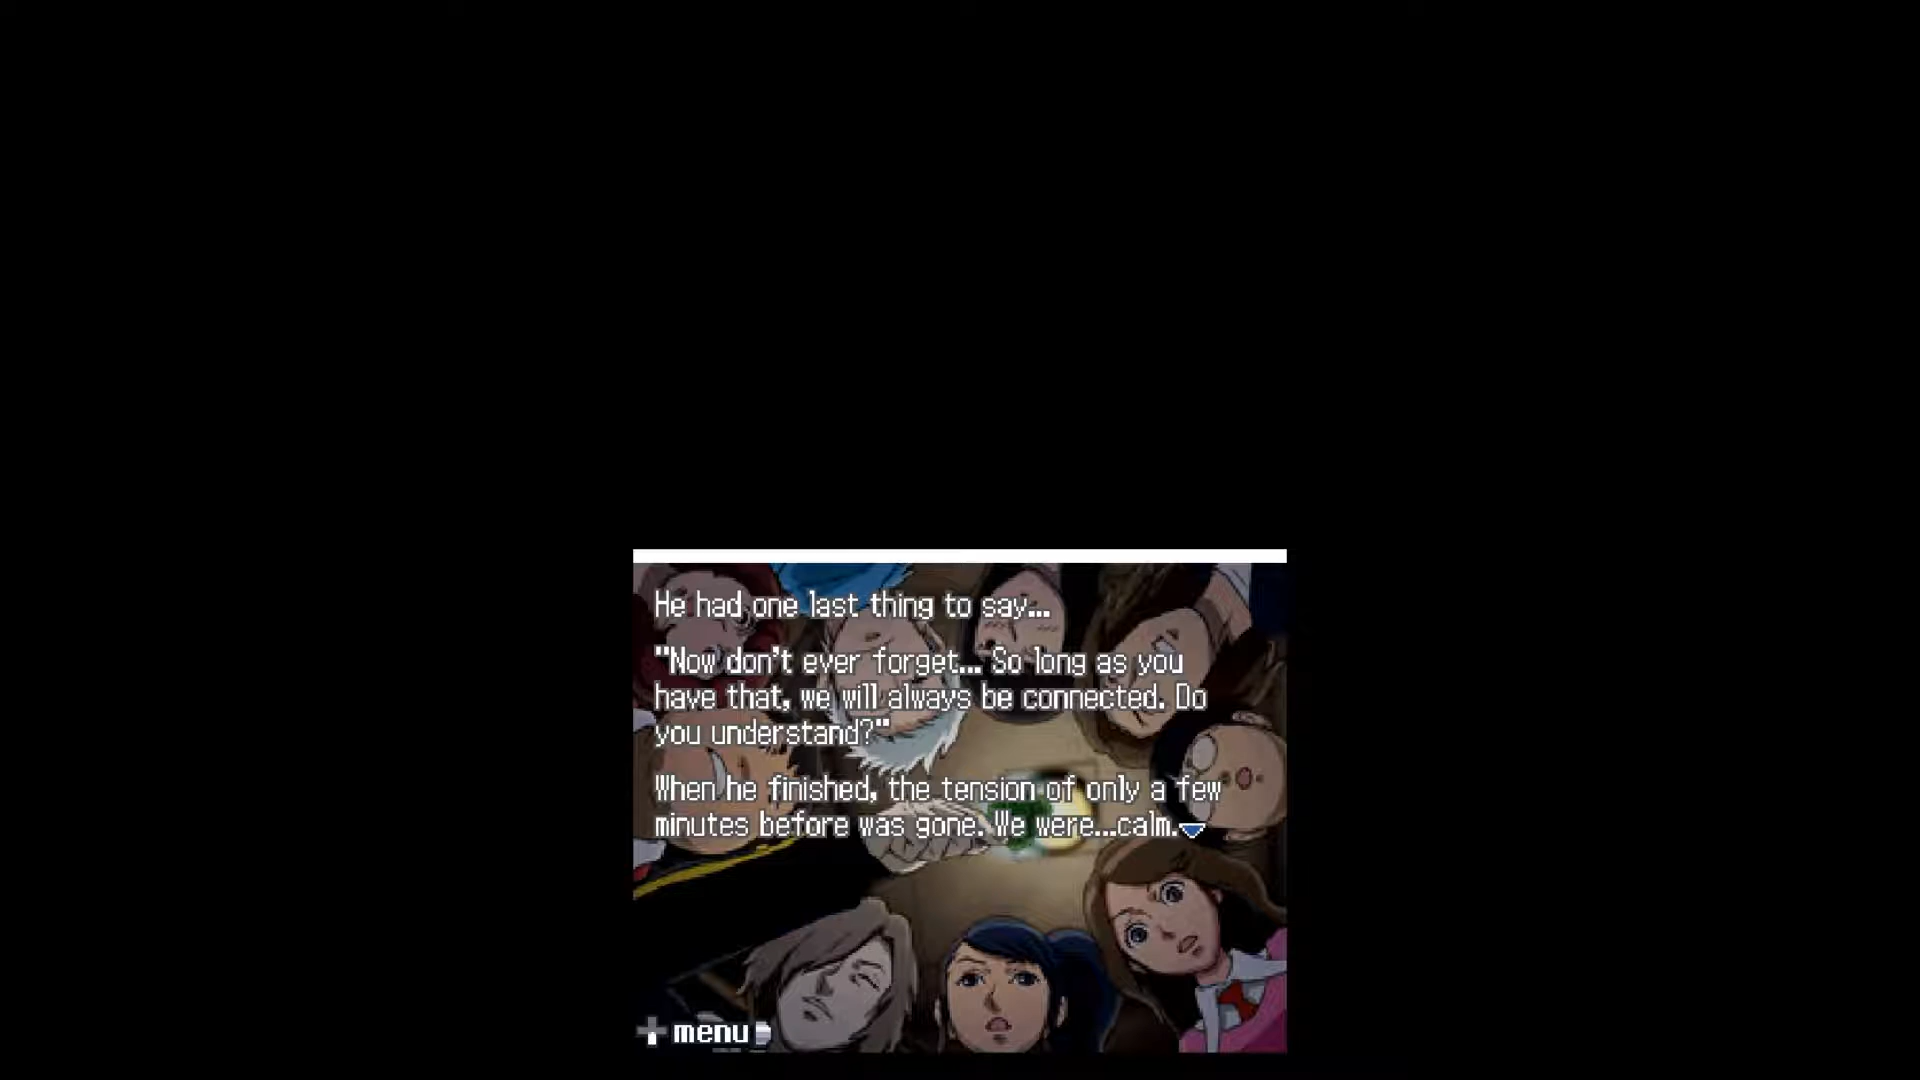 He had one last thing to say...
"Now don't ever forget... So long as you
have that, we will always be connected. Do
you understand?"
When he finished, the tension of only a few
minutes before was gone. We were...calm.
menu